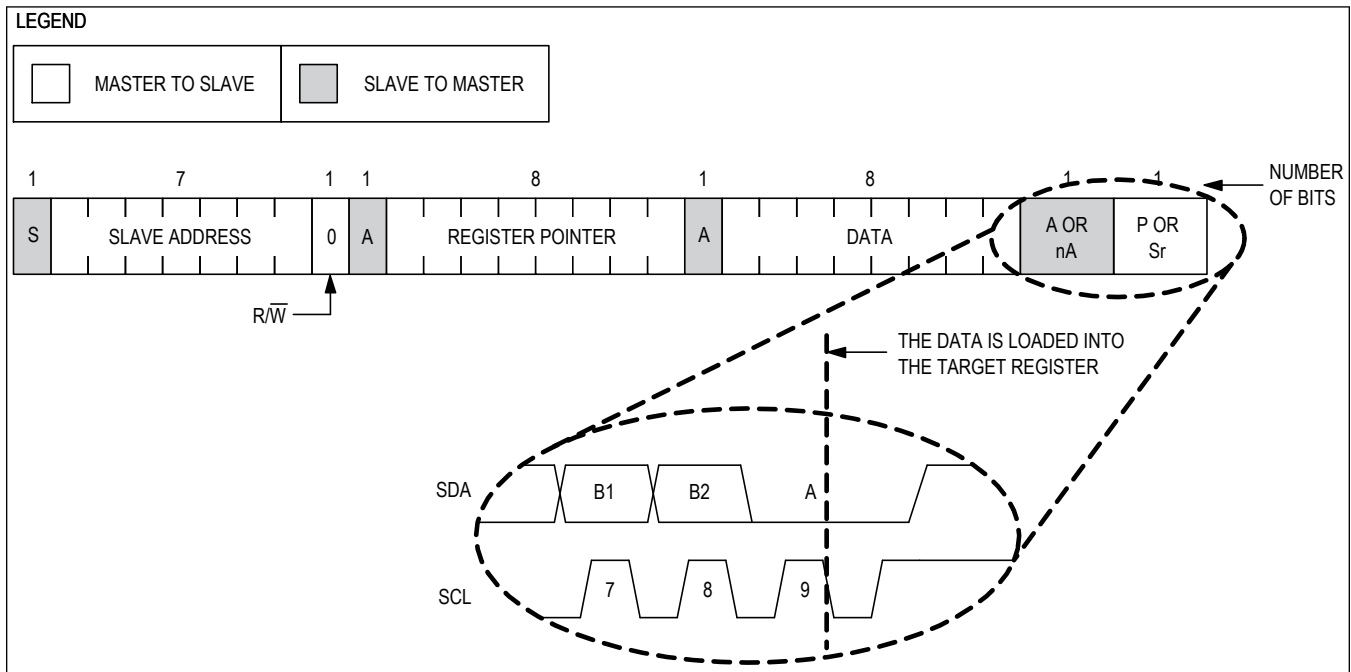 LEGEND
MASTER TO SLAVE
SLAVE TO MASTER
1 7 1 1 8 1 8 1 1
NUMBER
OF BITS
S SLAVE ADDRESS 0 A REGISTER POINTER A DATA A OR
nA P OR
Sr
R/W̅
THE DATA IS LOADED INTO
THE TARGET REGISTER
SDA B1 B2 A
SCL 7 8 9